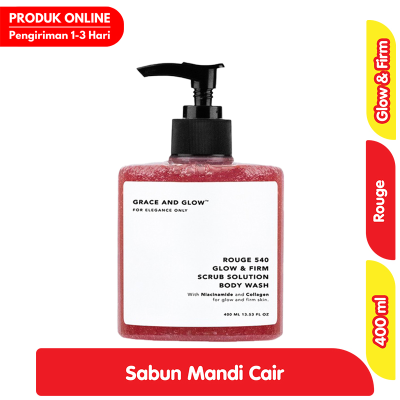 PRODUK ONLINE
Pengiriman 1-3 Hari
GRACE AND GLOW™
FOR ELEGANCE ONLY
ROUGE 540
GLOW & FIRM
SCRUB SOLUTION
BODY WASH
With Niacinamide and Collagen
for glow and firm skin.
400 ML 13.53 FL OZ
Glow & Firm
Rouge
400 ml
Sabun Mandi Cair